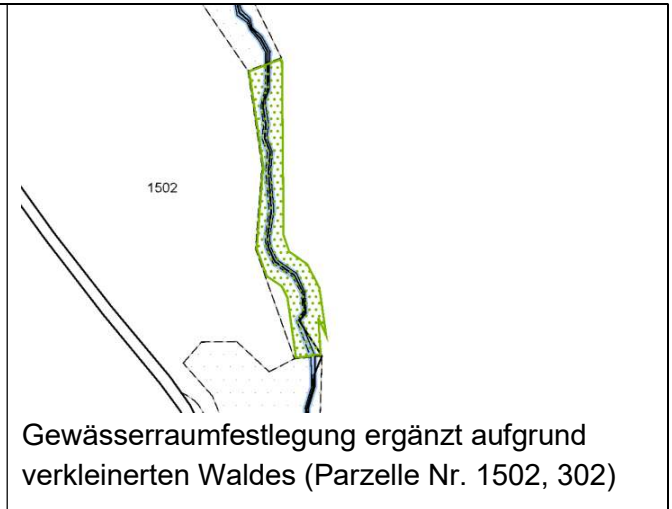 1502
Gewässerraumfestlegung ergänzt aufgrund
verkleinerten Waldes (Parzelle Nr. 1502, 302)